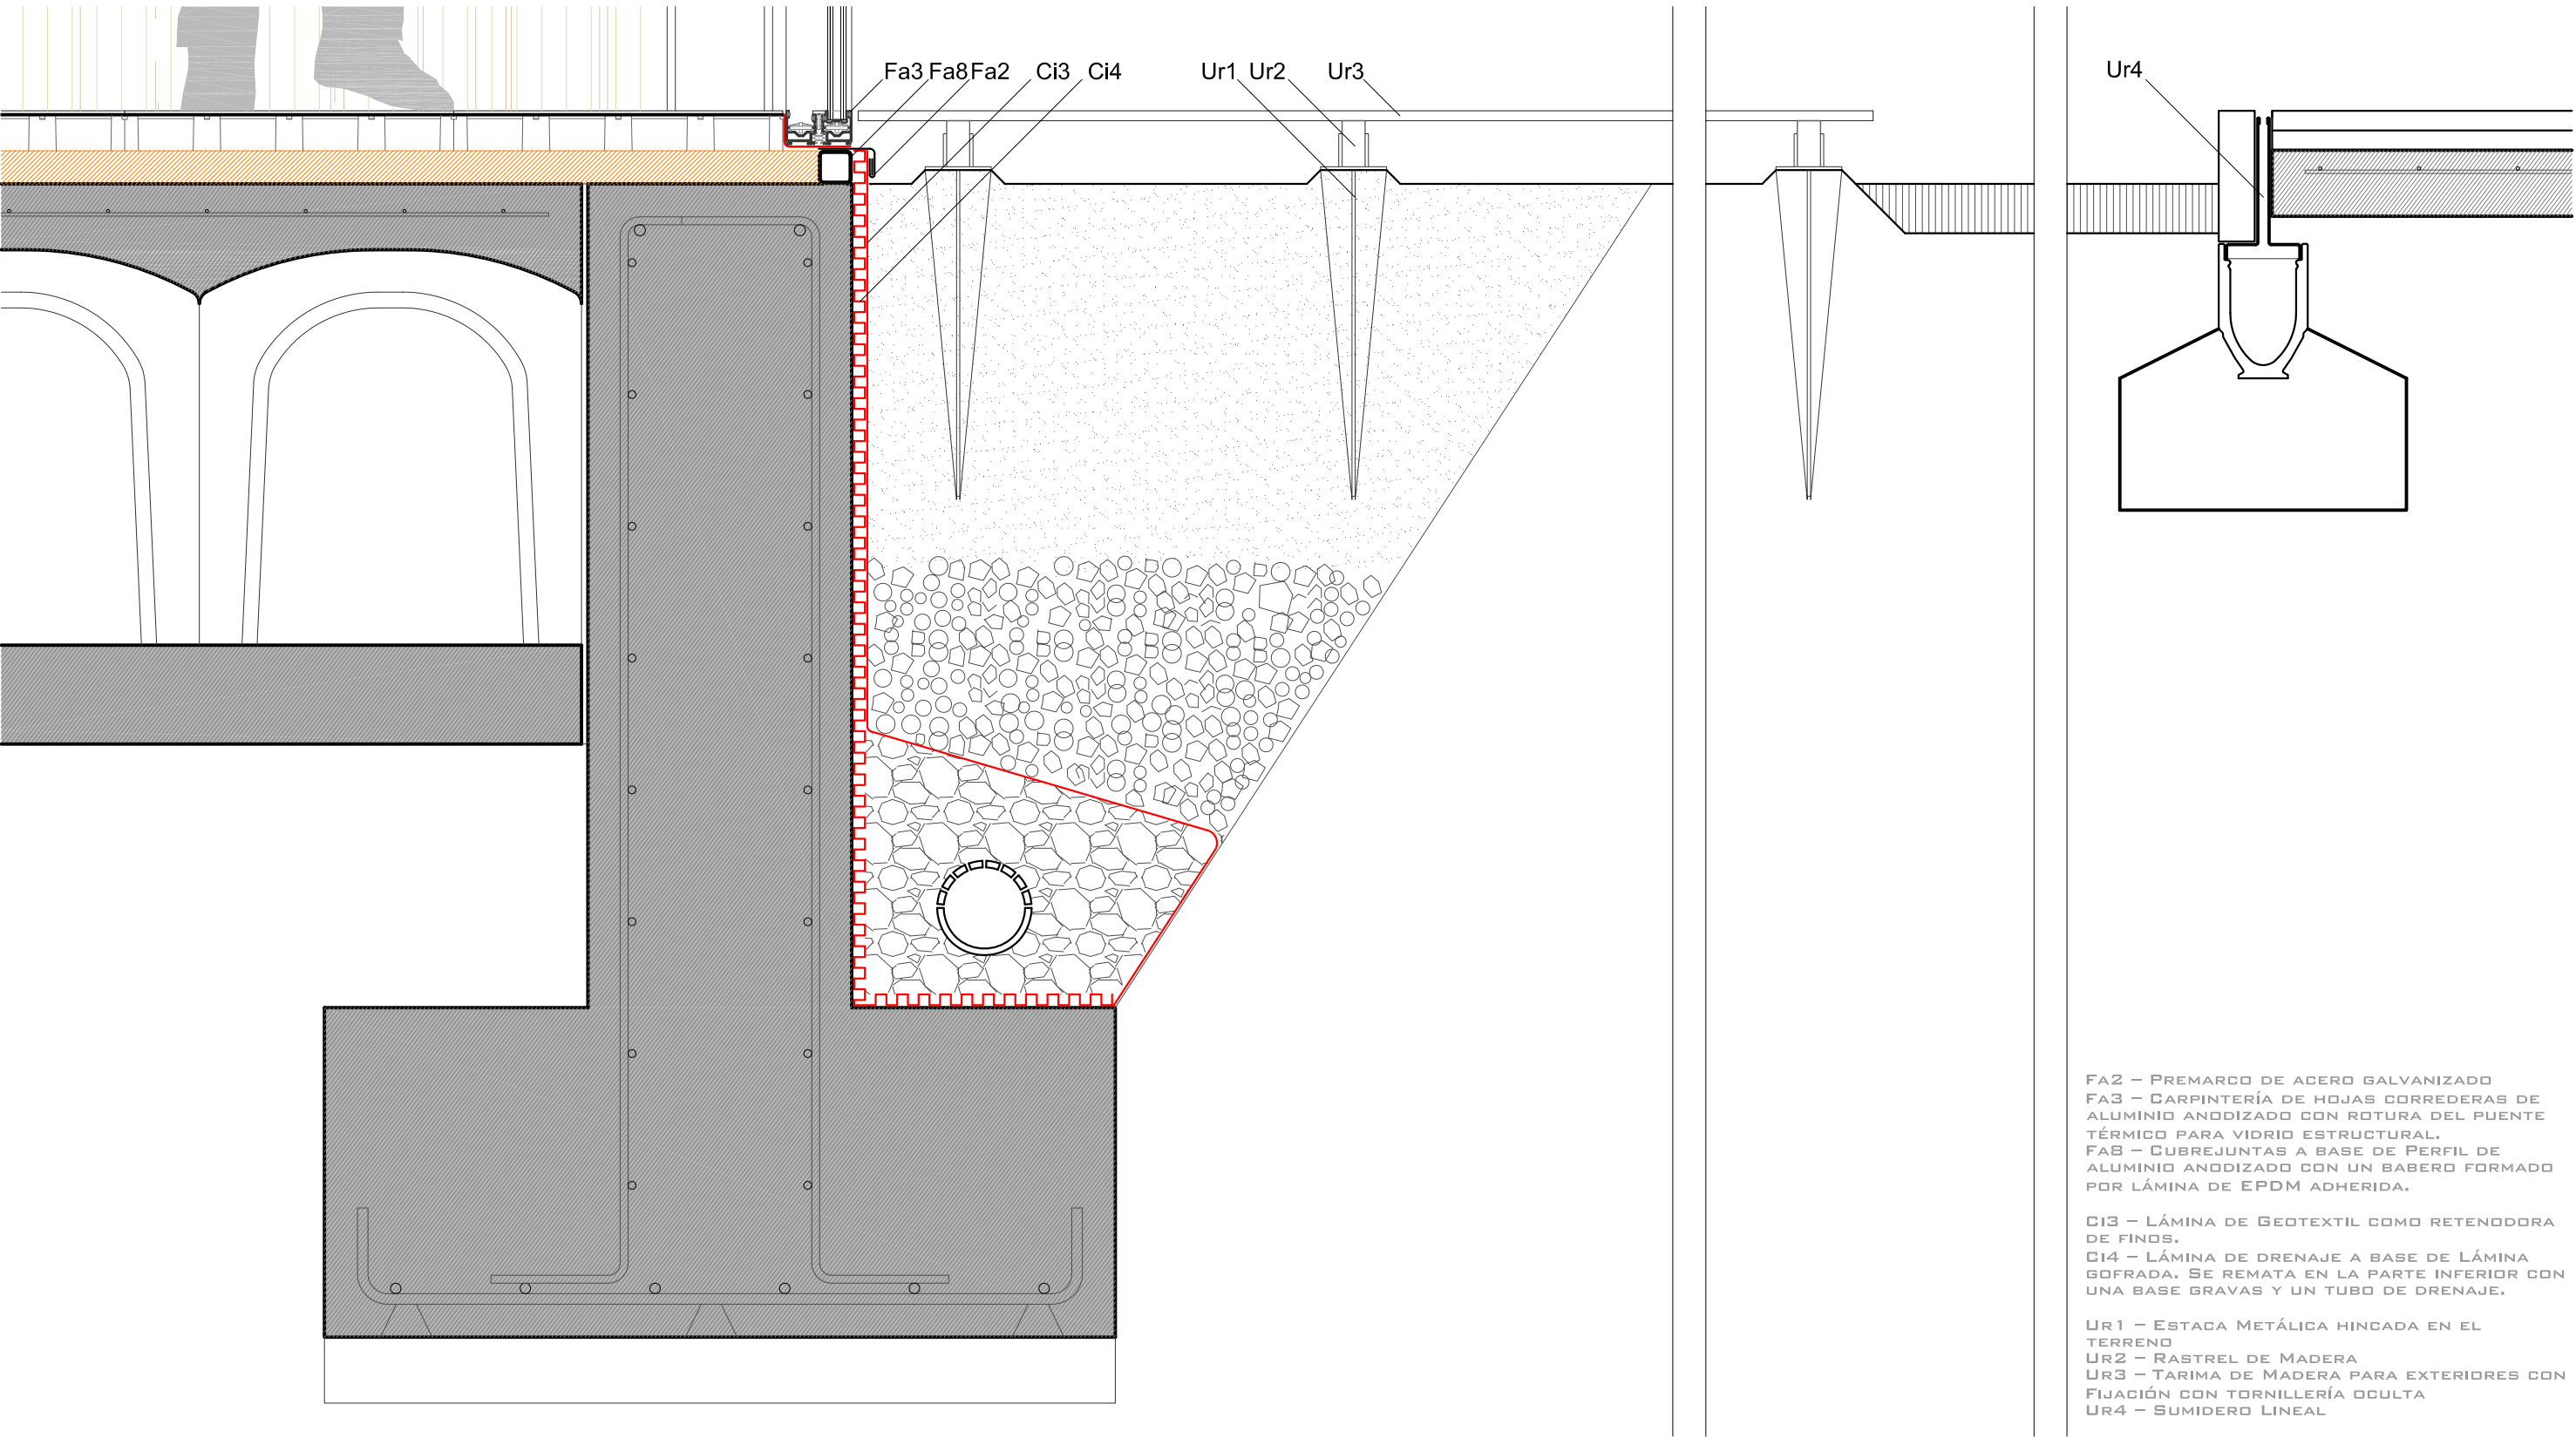 Fa3 Fa8 Fa2 Ci3 Ci4 Ur1 Ur2 Ur3 Ur4
Fa2 – Premarco de acero galvanizado
Fa3 – Carpintería de hojas correderas de
aluminio anodizado con rotura del puente
térmico para vidrio estructural.
Fa8 – Cubrejuntas a base de Perfil de
aluminio anodizado con un babero formado
por lámina de EPDM adherida.
Ci3 – Lámina de Geotextil como retenodora
de finos.
Ci4 – Lámina de drenaje a base de Lámina
gofrada. Se remata en la parte inferior con
una base gravas y un tubo de drenaje.
Ur1 – Estaca Metálica hincada en el
terreno
Ur2 – Rastrel de Madera
Ur3 – Tarima de Madera para exteriores con
Fijación con tornillería oculta
Ur4 – Sumidero Lineal